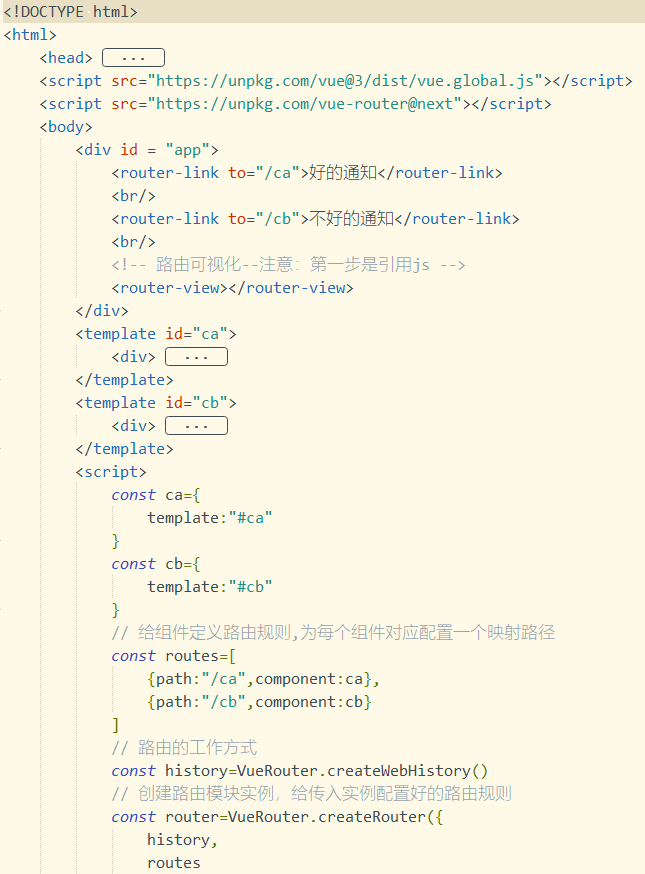 <!DOCTYPE html>
<html>
<head> ...
<script src="https://unpkg.com/vue@3/dist/vue.global.js"></script>
<script src="https://unpkg.com/vue-router@next"></script>
<body>
<div id = "app">
<router-link to="/ca">好的通知</router-link>
<br/>
<router-link to="/cb">不好的通知</router-link>
<br/>
<!-- 路由可视化--注意：第一步是引用js -->
<router-view></router-view>
</div>
<template id="ca">
<div> ...
</template>
<template id="cb">
<div> ...
</template>
<script>
const ca={
template:"#ca"
}
const cb={
template:"#cb"
}
// 给组件定义路由规则,为每个组件对应配置一个映射路径
const routes=[
{path:"/ca",component:ca},
{path:"/cb",component:cb}
]
// 路由的工作方式
const history=VueRouter.createWebHistory()
// 创建路由模块实例，给传入实例配置好的路由规则
const router=VueRouter.createRouter({
history,
routes